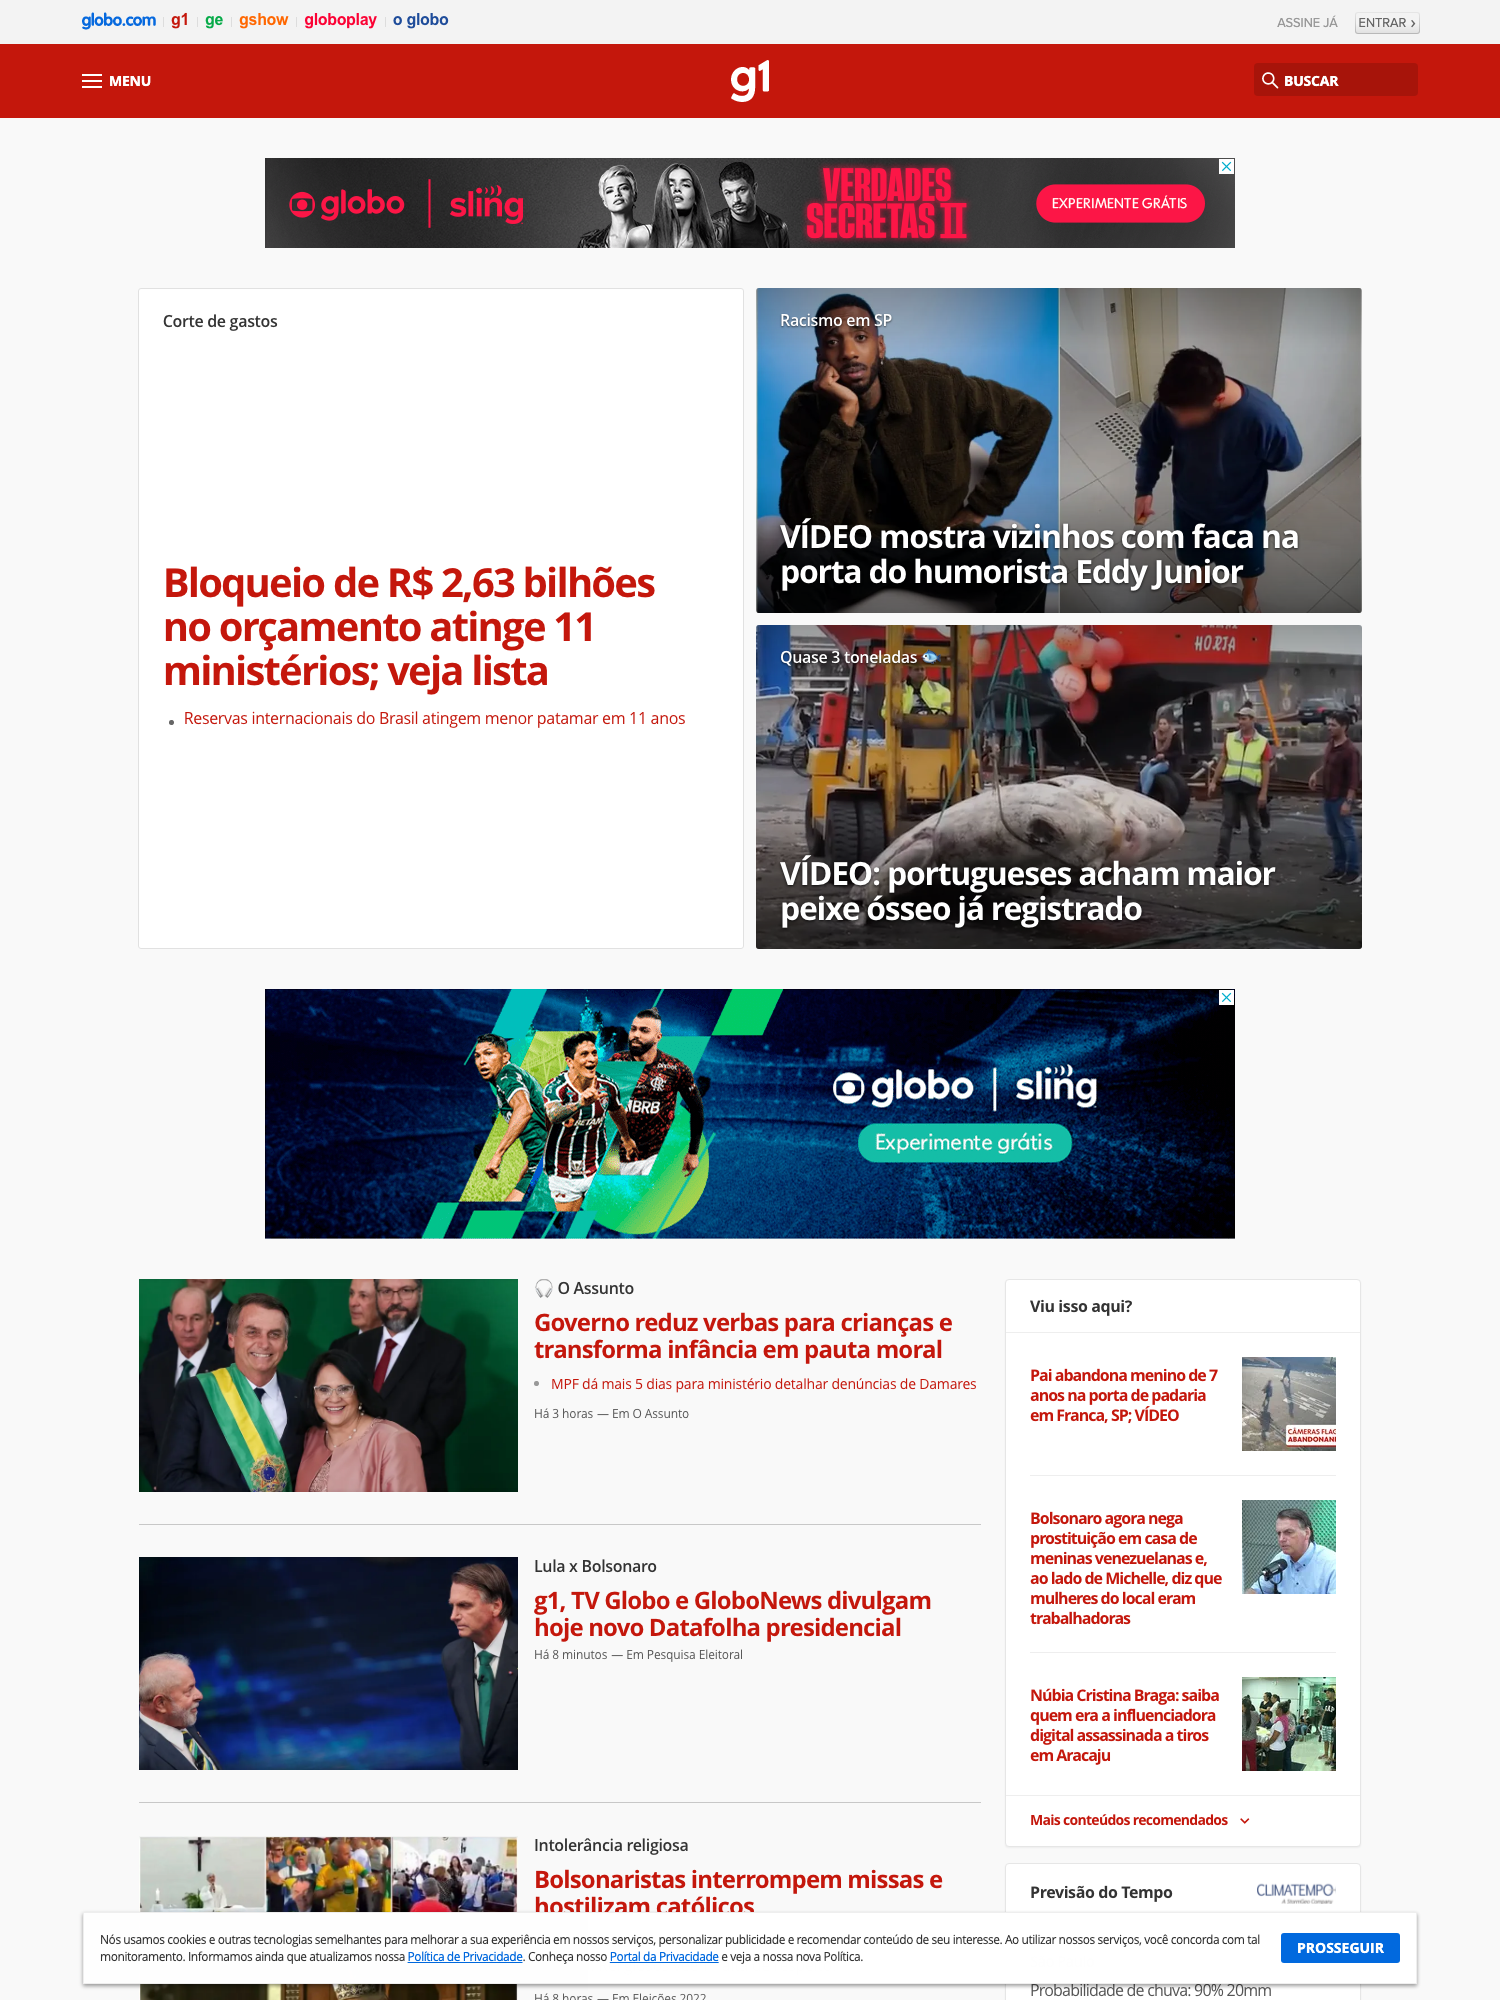 globo.com g1 ge gshow globoplay o globo
ASSINE JÁ ENTRAR ›
MENU
g1
BUSCAR
globo | sling
VERDADES
SECRETAS II
EXPERIMENTE GRÁTIS
Corte de gastos
Bloqueio de R$ 2,63 bilhões
no orçamento atinge 11
ministérios; veja lista
Reservas internacionais do Brasil atingem menor patamar em 11 anos
Racismo em SP
VÍDEO mostra vizinhos com faca na
porta do humorista Eddy Junior
HORTA
Quase 3 toneladas
VÍDEO: portugueses acham maior
peixe ósseo já registrado
BETANO
BRB
globo | sling
Experimente grátis
O Assunto
Governo reduz verbas para crianças e
transforma infância em pauta moral
MPF dá mais 5 dias para ministério detalhar denúncias de Damares
Há 3 horas — Em O Assunto
Lula x Bolsonaro
g1, TV Globo e GloboNews divulgam
hoje novo Datafolha presidencial
Há 8 minutos — Em Pesquisa Eleitoral
Intolerância religiosa
Bolsonaristas interrompem missas e
hostilizam católicos
Há 8 horas — Em Eleições 2022
Viu isso aqui?
Pai abandona menino de 7
anos na porta de padaria
em Franca, SP; VÍDEO
CÂMERAS FLAG
ABANDONAN
Bolsonaro agora nega
prostituição em casa de
meninas venezuelanas e,
ao lado de Michelle, diz que
mulheres do local eram
trabalhadoras
Núbia Cristina Braga: saiba
quem era a influenciadora
digital assassinada a tiros
em Aracaju
Mais conteúdos recomendados
Previsão do Tempo
CLIMATEMPO
A StormGeo Company
Probabilidade de chuva: 90% 20mm
Nós usamos cookies e outras tecnologias semelhantes para melhorar a sua experiência em nossos serviços, personalizar publicidade e recomendar conteúdo de seu interesse. Ao utilizar nossos serviços, você concorda com tal
monitoramento. Informamos ainda que atualizamos nossa Política de Privacidade. Conheça nosso Portal da Privacidade e veja a nossa nova Política.
PROSSEGUIR